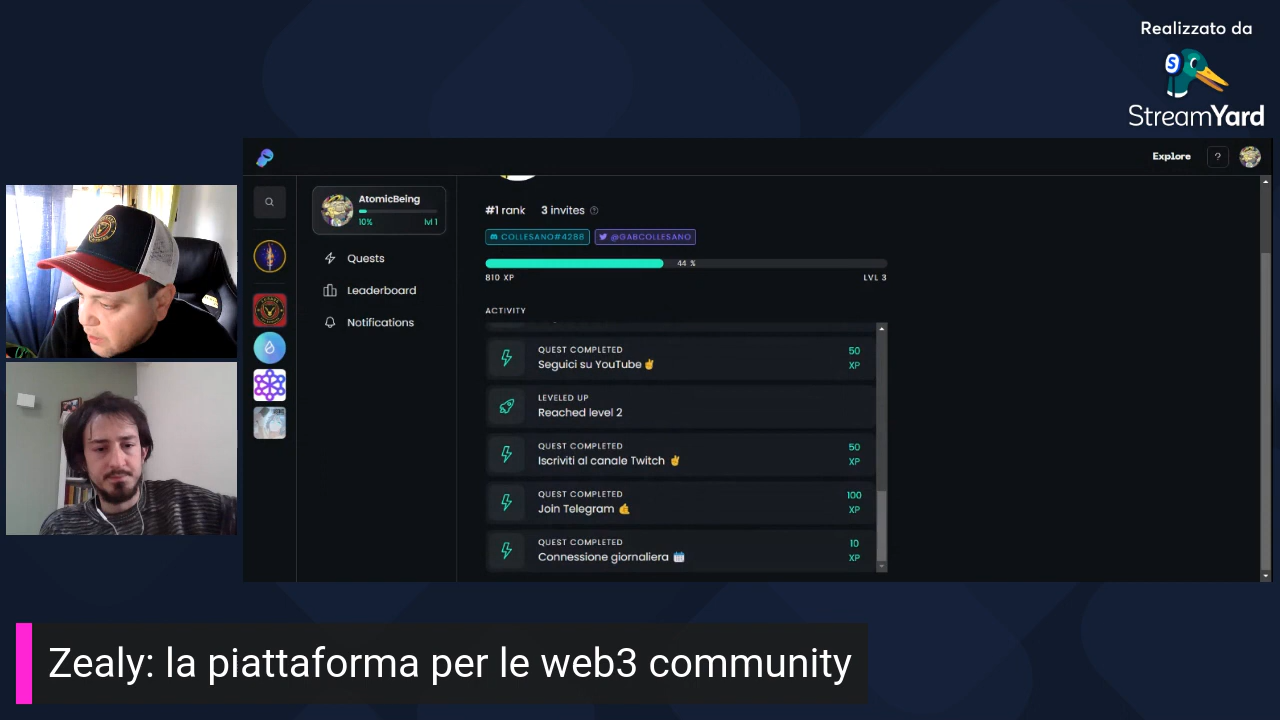 Realizzato da
StreamYard
Explore
?
AtomicBeing
10% lvl 1
Quests
Leaderboard
Notifications
#1 rank 3 invites
COLLESANO#4288 @GABCOLLESANO
44 %
810 XP LVL 3
ACTIVITY
QUEST COMPLETED
Seguici su YouTube ✌
50 XP
LEVELED UP
Reached level 2
QUEST COMPLETED
Iscriviti al canale Twitch ✌
50 XP
QUEST COMPLETED
Join Telegram 🤙
100 XP
QUEST COMPLETED
Connessione giornaliera 📅
10 XP
Zealy: la piattaforma per le web3 community